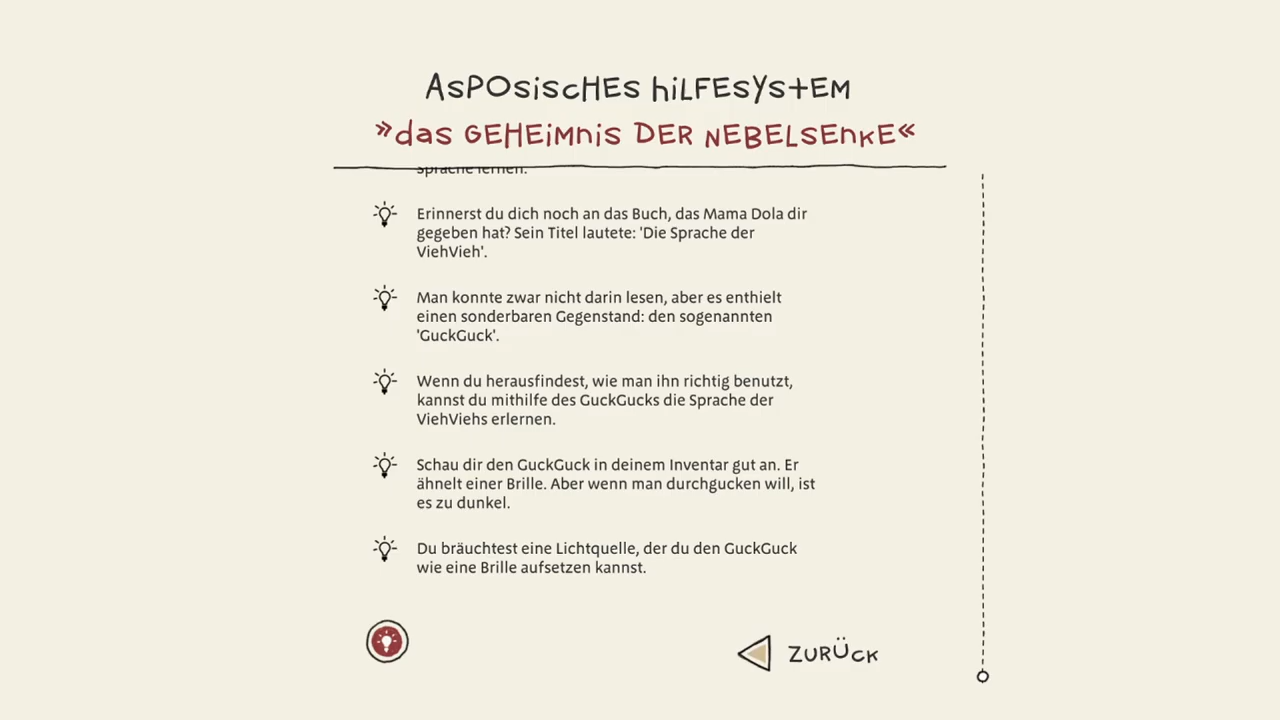 AsPOsiscHEs hiLFEsYstEM
»das GEHEiMnis DER NEBELSEnKE«
Sprache lernen.
Erinnerst du dich noch an das Buch, das Mama Dola dir
gegeben hat? Sein Titel lautete: 'Die Sprache der
ViehVieh'.
Man konnte zwar nicht darin lesen, aber es enthielt
einen sonderbaren Gegenstand: den sogenannten
'GuckGuck'.
Wenn du herausfindest, wie man ihn richtig benutzt,
kannst du mithilfe des GuckGucks die Sprache der
ViehViehs erlernen.
Schau dir den GuckGuck in deinem Inventar gut an. Er
ähnelt einer Brille. Aber wenn man durchgucken will, ist
es zu dunkel.
Du bräuchtest eine Lichtquelle, der du den GuckGuck
wie eine Brille aufsetzen kannst.
ZURÜCK